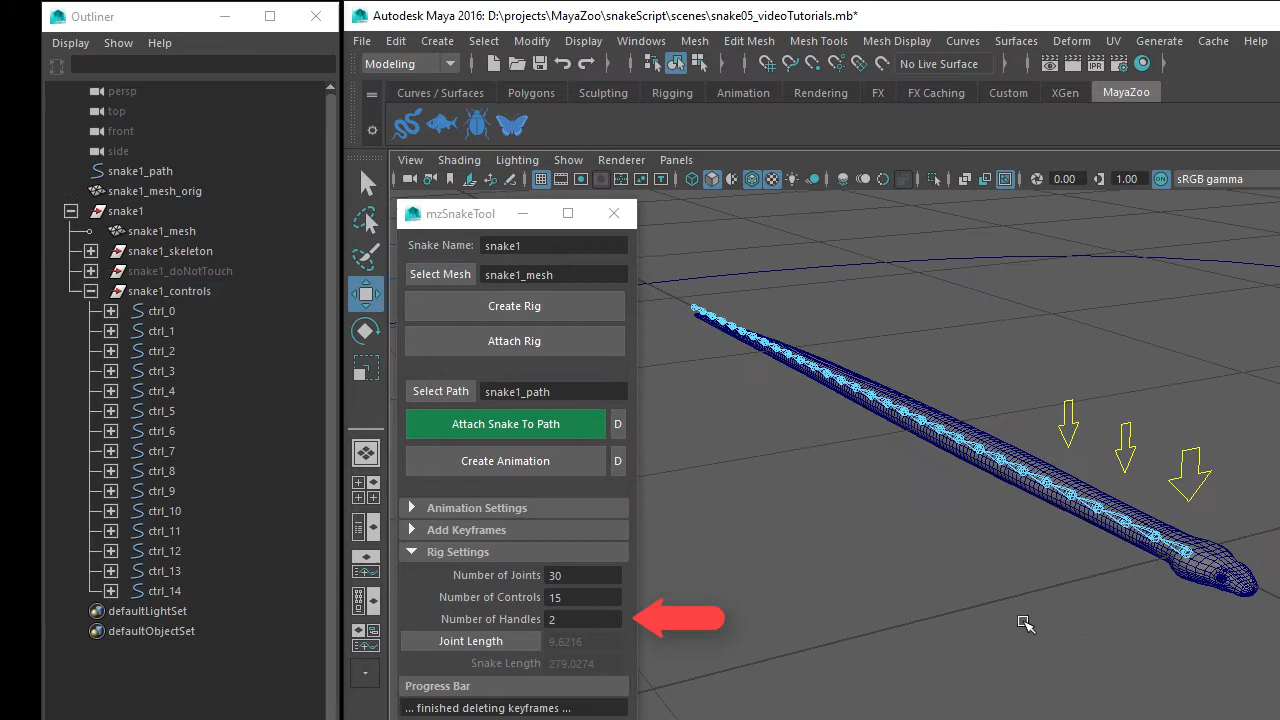 Outliner
Display Show Help
persp
top
front
side
snake1_path
snake1_mesh_orig
snake1
snake1_mesh
snake1_skeleton
snake1_doNotTouch
snake1_controls
ctrl_0
ctrl_1
ctrl_2
ctrl_3
ctrl_4
ctrl_5
ctrl_6
ctrl_7
ctrl_8
ctrl_9
ctrl_10
ctrl_11
ctrl_12
ctrl_13
ctrl_14
defaultLightSet
defaultObjectSet
Autodesk Maya 2016: D:\projects\MayaZoo\snakeScript\scenes\snake05_videoTutorials.mb*
File Edit Create Select Modify Display Windows Mesh Edit Mesh Mesh Tools Mesh Display Curves Surfaces Deform UV Generate Cache Help
Modeling No Live Surface IPR
Curves / Surfaces Polygons Sculpting Rigging Animation Rendering FX FX Caching Custom XGen MayaZoo
View Shading Lighting Show Renderer Panels
0.00 1.00 ON sRGB gamma
mzSnakeTool
Snake Name: snake1
Select Mesh snake1_mesh
Create Rig
Attach Rig
Select Path snake1_path
Attach Snake To Path D
Create Animation D
Animation Settings
Add Keyframes
Rig Settings
Number of Joints 30
Number of Controls 15
Number of Handles 2
Joint Length 9.6216
Snake Length 279.0274
Progress Bar
... finished deleting keyframes ...